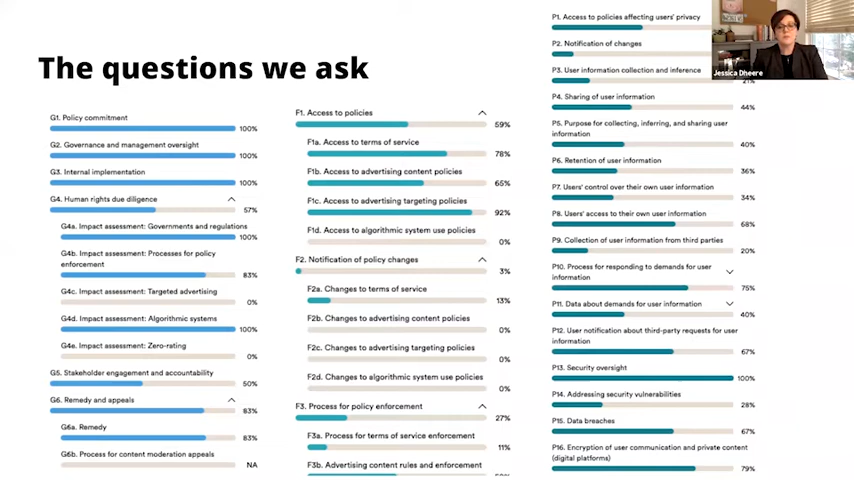 The questions we ask
G1. Policy commitment
100%
G2. Governance and management oversight
100%
G3. Internal implementation
100%
G4. Human rights due diligence
57%
G4a. Impact assessment: Governments and regulations
100%
G4b. Impact assessment: Processes for policy
enforcement
83%
G4c. Impact assessment: Targeted advertising
0%
G4d. Impact assessment: Algorithmic systems
100%
G4e. Impact assessment: Zero-rating
0%
G5. Stakeholder engagement and accountability
50%
G6. Remedy and appeals
83%
G6a. Remedy
83%
G6b. Process for content moderation appeals
NA
F1. Access to policies
59%
F1a. Access to terms of service
78%
F1b. Access to advertising content policies
65%
F1c. Access to advertising targeting policies
92%
F1d. Access to algorithmic system use policies
0%
F2. Notification of policy changes
3%
F2a. Changes to terms of service
13%
F2b. Changes to advertising content policies
0%
F2c. Changes to advertising targeting policies
0%
F2d. Changes to algorithmic system use policies
0%
F3. Process for policy enforcement
27%
F3a. Process for terms of service enforcement
11%
F3b. Advertising content rules and enforcement
P1. Access to policies affecting users' privacy
P2. Notification of changes
P3. User information collection and inference
P4. Sharing of user information
44%
P5. Purpose for collecting, inferring, and sharing user
information
40%
P6. Retention of user information
36%
P7. Users' control over their own user information
34%
P8. Users' access to their own user information
68%
P9. Collection of user information from third parties
20%
P10. Process for responding to demands for user
information
75%
P11. Data about demands for user information
40%
P12. User notification about third-party requests for user
information
67%
P13. Security oversight
100%
P14. Addressing security vulnerabilities
28%
P15. Data breaches
67%
P16. Encryption of user communication and private content
(digital platforms)
79%
Jessica Dheere